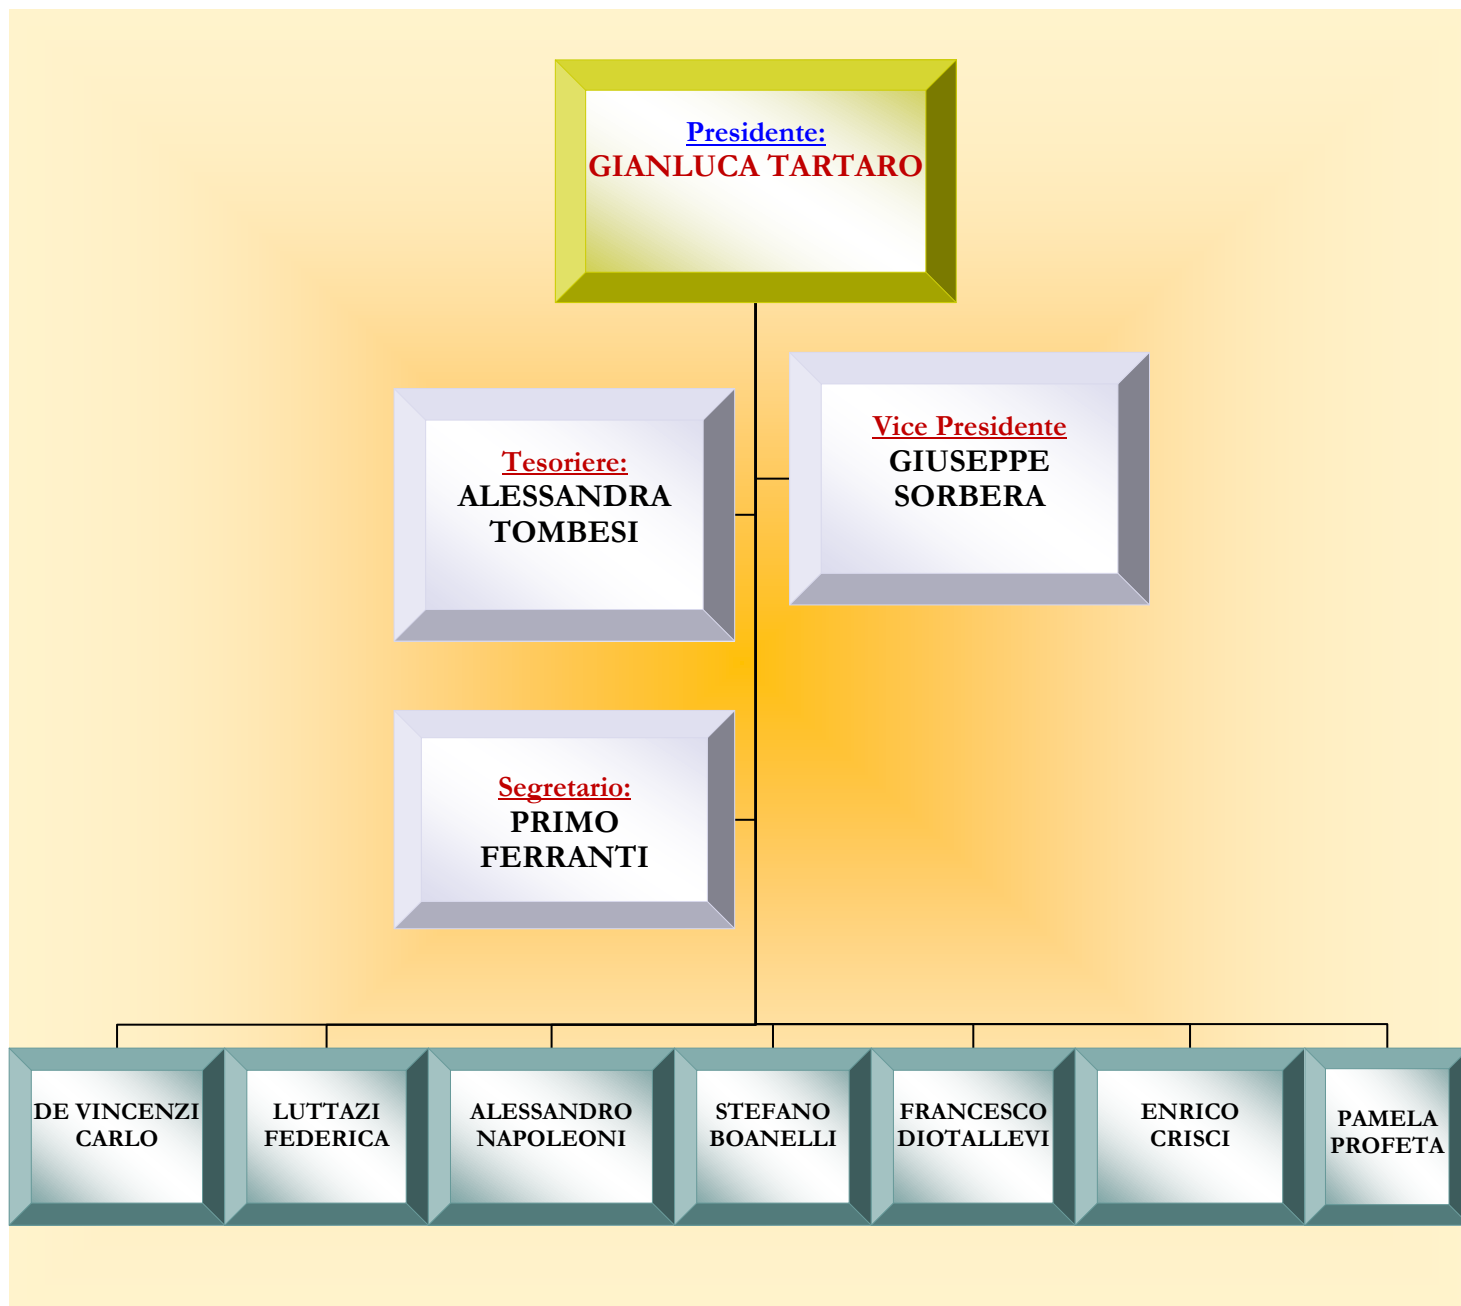 Presidente:
GIANLUCA TARTARO
Vice Presidente
GIUSEPPE
SORBERA
Tesoriere:
ALESSANDRA
TOMBESI
Segretario:
PRIMO
FERRANTI
DE VINCENZI
CARLO
LUTTAZI
FEDERICA
ALESSANDRO
NAPOLEONI
STEFANO
BOANELLI
FRANCESCO
DIOTALLEVI
ENRICO
CRISCI
PAMELA
PROFETA